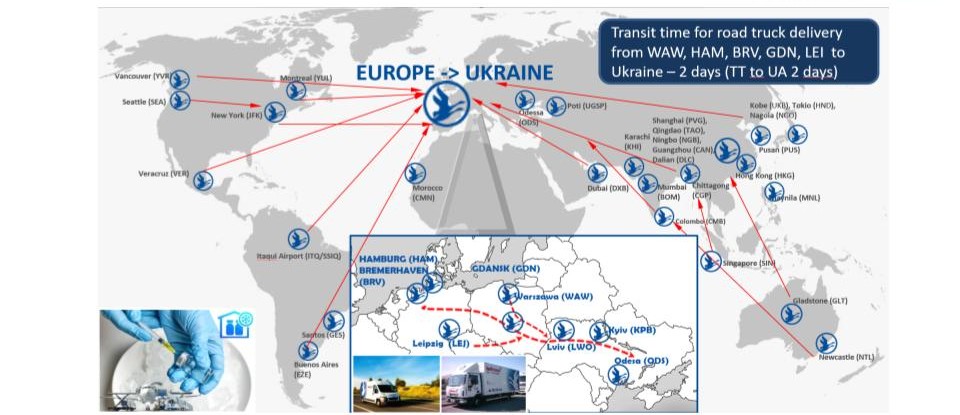 Transit time for road truck delivery
from WAW, HAM, BRV, GDN, LEI to
Ukraine – 2 days (TT to UA 2 days)
EUROPE -> UKRAINE
Vancouver (YVR)
Montreal (YUL)
Seattle (SEA)
New York (JFK)
Odessa
(ODS)
Poti (UGSP)
Kobe (UKB), Tokio (HND),
Nagoia (NGO)
Shanghai (PVG),
Qingdao (TAO),
Ningbo (NGB),
Guangzhou (CAN),
Dalian (DLC)
Karachi
(KHI)
Pusan (PUS)
Veracruz (VER)
Morocco
(CMN)
Dubai (DXB)
Mumbai
(BOM)
Chittagong
(CGP)
Hong Kong (HKG)
(MNL)
Colombo (CMB)
Itaqui Airport (ITQ/SSIQ)
Singapore (SIN)
HAMBURG (HAM)
BREMERHAVEN
(BRV)
GDANSK (GDN)
Warszawa (WAW)
Gladstone (GLT)
Santos (GES)
Leipzig (LEJ)
Lviv (LWO)
Kyiv (KPB)
Odesa (ODS)
Newcastle (NTL)
Buenos Aires
(EZE)